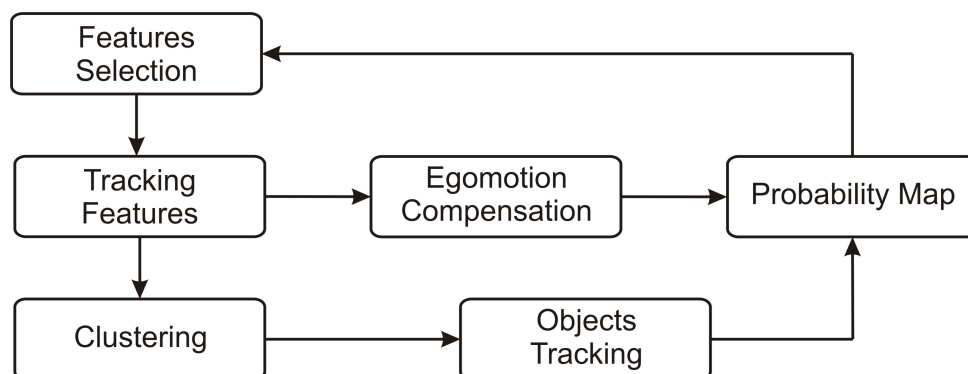 Features
Selection
Tracking
Features
Egomotion
Compensation
Probability Map
Clustering
Objects
Tracking